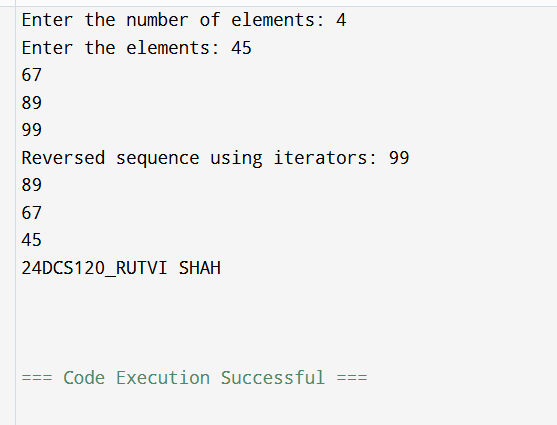 Enter the number of elements: 4
Enter the elements: 45
67
89
99
Reversed sequence using iterators: 99
89
67
45
24DCS120_RUTVI SHAH
=== Code Execution Successful ===